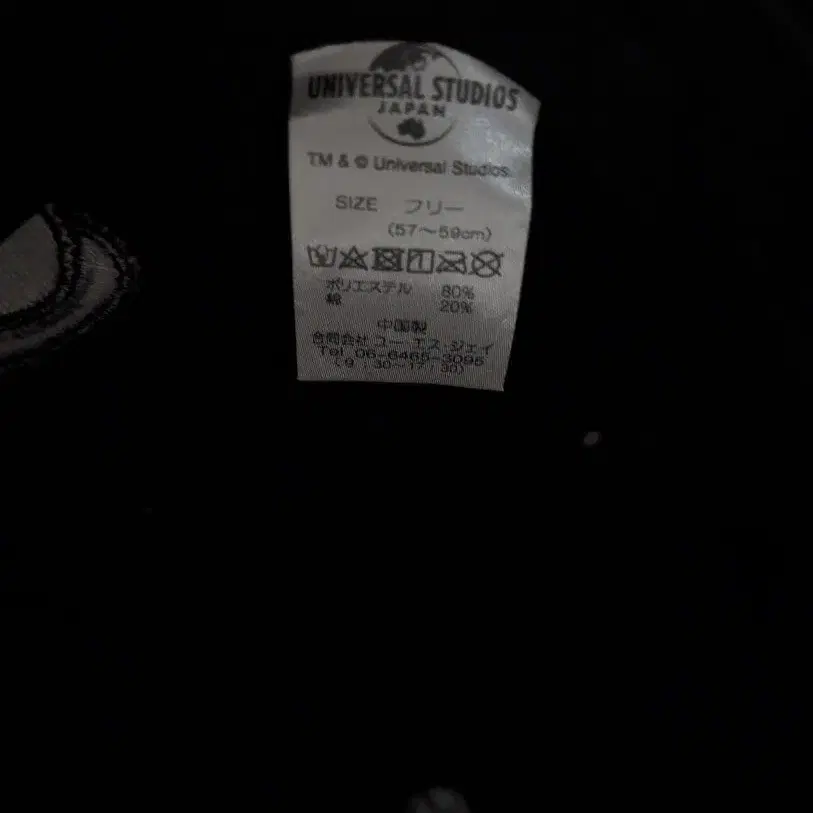 UNIVERSAL STUDIOS
JAPAN
TM & © Universal Studios.
SIZE フリー
(57〜59cm)
ポリエステル 80%
綿 20%
中国製
合同会社 ユー エス ジェイ
Tel 06-6465-3095
(9:30〜17:30)